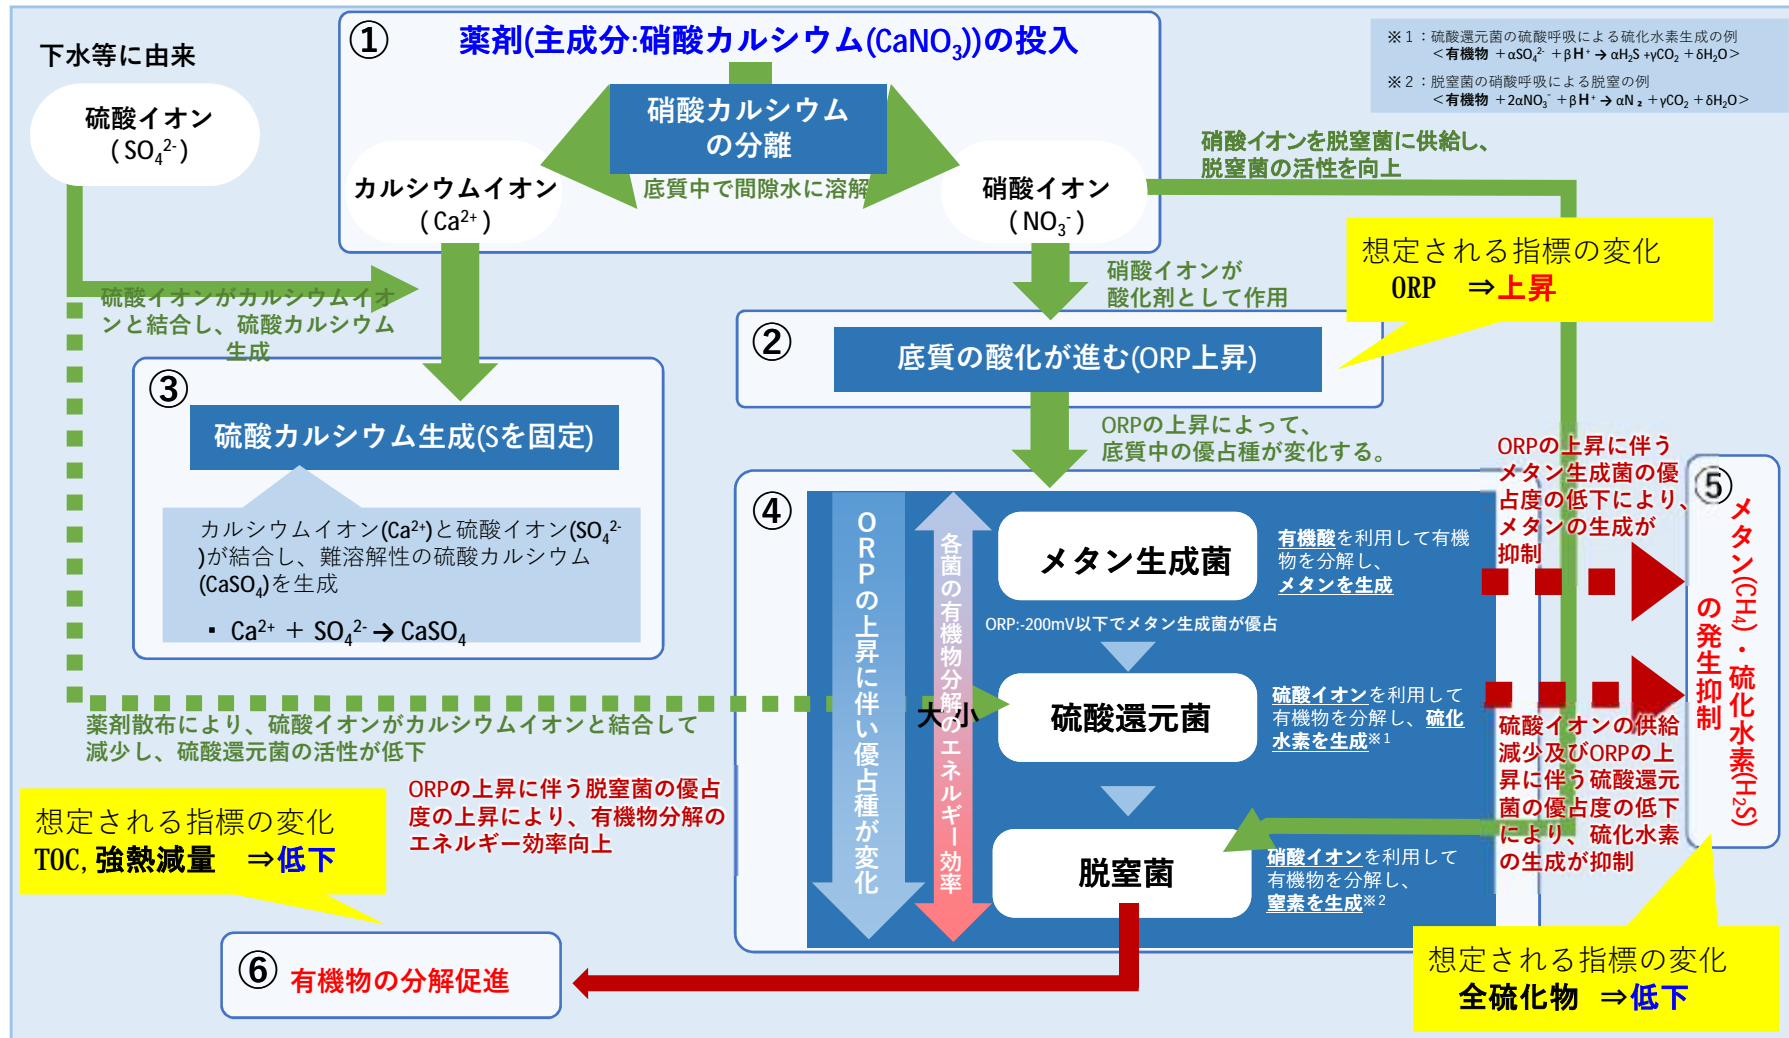 ① 薬剤(主成分:硝酸カルシウム(CaNO₃))の投入
※1：硫酸還元菌の硫酸呼吸による硫化水素生成の例
＜有機物 +αSO₄²⁻ +βH⁺→ αH₂S +γCO₂ +δH₂O＞
※2：脱窒菌の硝酸呼吸による脱窒の例
＜有機物 +2αNO₃⁻ +βH⁺→ αN₂ +γCO₂ +δH₂O＞
下水等に由来
硫酸イオン
(SO₄²⁻)
硝酸カルシウム
の分離
底質中で間隙水に溶解
カルシウムイオン
(Ca²⁺)
硝酸イオン
(NO₃⁻)
硝酸イオンを脱窒菌に供給し、
脱窒菌の活性を向上
想定される指標の変化
ORP ⇒上昇
硝酸イオンが
酸化剤として作用
硫酸イオンがカルシウムイオ
ンと結合し、硫酸カルシウム
生成
②
底質の酸化が進む(ORP上昇)
③
硫酸カルシウム生成(Sを固定)
カルシウムイオン(Ca²⁺)と硫酸イオン(SO₄²⁻
)が結合し、難溶解性の硫酸カルシウム
(CaSO₄)を生成
・ Ca²⁺ ＋ SO₄²⁻→ CaSO₄
ORPの上昇によって、
底質中の優占種が変化する。
④
ORPの上昇に伴い優占種が変化
各菌の有機物分解のエネルギー効率
大 小
メタン生成菌
有機酸を利用して有機
物を分解し、
メタンを生成
ORP:-200mV以下でメタン生成菌が優占
硫酸還元菌
硫酸イオンを利用して
有機物を分解し、硫化
水素を生成※1
脱窒菌
硝酸イオンを利用して
有機物を分解し、
窒素を生成※2
ORPの上昇に伴う
メタン生成菌の優
占度の低下により、
メタンの生成が
抑制
⑤
メタン(CH₄)・硫化水素(H₂S)
の発生抑制
硫酸イオンの供給
減少及びORPの上
昇に伴う硫酸還元
菌の優占度の低下
により、硫化水素
の生成が抑制
薬剤散布により、硫酸イオンがカルシウムイオンと結合して
減少し、硫酸還元菌の活性が低下
ORPの上昇に伴う脱窒菌の優占
度の上昇により、有機物分解の
エネルギー効率向上
想定される指標の変化
TOC,強熱減量 ⇒低下
⑥ 有機物の分解促進
想定される指標の変化
全硫化物 ⇒低下